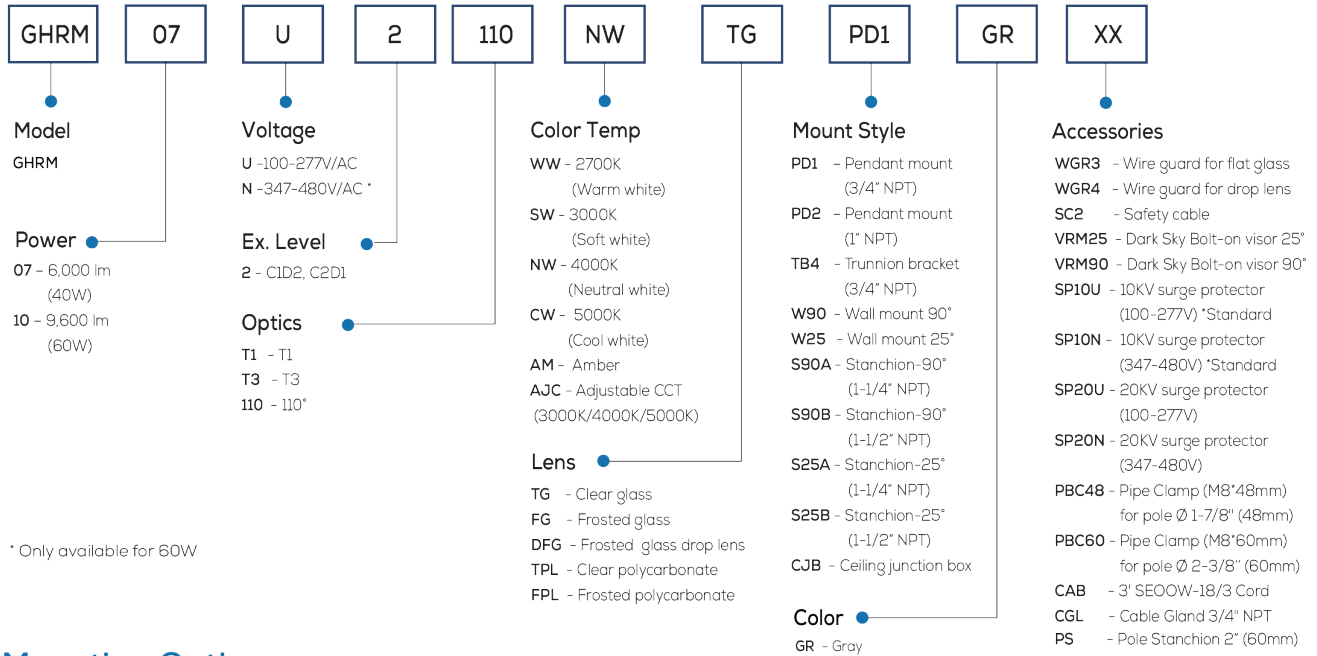 GHRM 07 U 2 110 NW TG PD1 GR XX
Model
GHRM
Power
07 - 6,000 lm
(40W)
10 - 9,600 lm
(60W)
* Only available for 60W
Voltage
U -100-277V/AC
N -347-480V/AC *
Ex. Level
2 - C1D2, C2D1
Optics
T1 - T1
T3 - T3
110 - 110°
Color Temp
WW - 2700K
(Warm white)
SW - 3000K
(Soft white)
NW - 4000K
(Neutral white)
CW - 5000K
(Cool white)
AM - Amber
AJC - Adjustable CCT
(3000K/4000K/5000K)
Lens
TG - Clear glass
FG - Frosted glass
DFG - Frosted glass drop lens
TPL - Clear polycarbonate
FPL - Frosted polycarbonate
Mount Style
PD1 - Pendant mount
(3/4" NPT)
PD2 - Pendant mount
(1" NPT)
TB4 - Trunnion bracket
(3/4" NPT)
W90 - Wall mount 90°
W25 - Wall mount 25°
S90A - Stanchion-90°
(1-1/4" NPT)
S90B - Stanchion-90°
(1-1/2" NPT)
S25A - Stanchion-25°
(1-1/4" NPT)
S25B - Stanchion-25°
(1-1/2" NPT)
CJB - Ceiling junction box
Color
GR - Gray
Accessories
WGR3 - Wire guard for flat glass
WGR4 - Wire guard for drop lens
SC2 - Safety cable
VRM25 - Dark Sky Bolt-on visor 25°
VRM90 - Dark Sky Bolt-on visor 90°
SP10U - 10KV surge protector
(100-277V) *Standard
SP10N - 10KV surge protector
(347-480V) *Standard
SP20U - 20KV surge protector
(100-277V)
SP20N - 20KV surge protector
(347-480V)
PBC48 - Pipe Clamp (M8*48mm)
for pole Ø 1-7/8" (48mm)
PBC60 - Pipe Clamp (M8*60mm)
for pole Ø 2-3/8" (60mm)
CAB - 3' SEOOW-18/3 Cord
CGL - Cable Gland 3/4" NPT
PS - Pole Stanchion 2" (60mm)